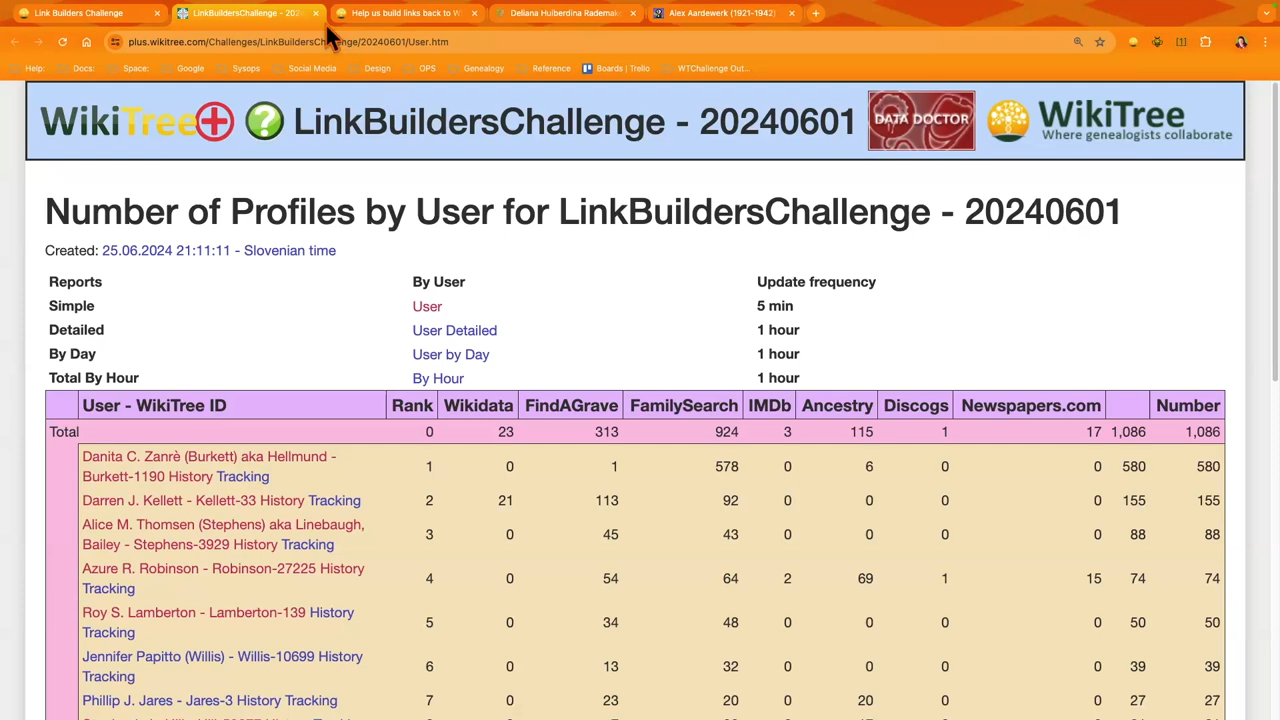 Link Builders Challenge
LinkBuildersChallenge - 202
Help us build links back to W
Deliana Huiberdina Rademak
Alex Aardewerk (1921-1942)
plus.wikitree.com/Challenges/LinkBuildersChallenge/20240601/User.htm
Help:
Docs:
Space:
Google
Sysops
Social Media
Design
OPS
Genealogy
Reference
Boards | Trello
WTChallenge Out...
WikiTree+ ? LinkBuildersChallenge - 20240601 DATA DOCTOR WikiTree
Where genealogists collaborate
Number of Profiles by User for LinkBuildersChallenge - 20240601
Created: 25.06.2024 21:11:11 - Slovenian time
Reports By User Update frequency
Simple User 5 min
Detailed User Detailed 1 hour
By Day User by Day 1 hour
Total By Hour By Hour 1 hour
User - WikiTree ID Rank Wikidata FindAGrave FamilySearch IMDb Ancestry Discogs Newspapers.com Number
Total 0 23 313 924 3 115 1 17 1,086 1,086
Danita C. Zanrè (Burkett) aka Hellmund -
Burkett-1190 History Tracking 1 0 1 578 0 6 0 0 580 580
Darren J. Kellett - Kellett-33 History Tracking 2 21 113 92 0 0 0 0 155 155
Alice M. Thomsen (Stephens) aka Linebaugh,
Bailey - Stephens-3929 History Tracking 3 0 45 43 0 0 0 0 88 88
Azure R. Robinson - Robinson-27225 History
Tracking 4 0 54 64 2 69 1 15 74 74
Roy S. Lamberton - Lamberton-139 History
Tracking 5 0 34 48 0 0 0 0 50 50
Jennifer Papitto (Willis) - Willis-10699 History
Tracking 6 0 13 32 0 0 0 0 39 39
Phillip J. Jares - Jares-3 History Tracking 7 0 23 20 0 20 0 0 27 27